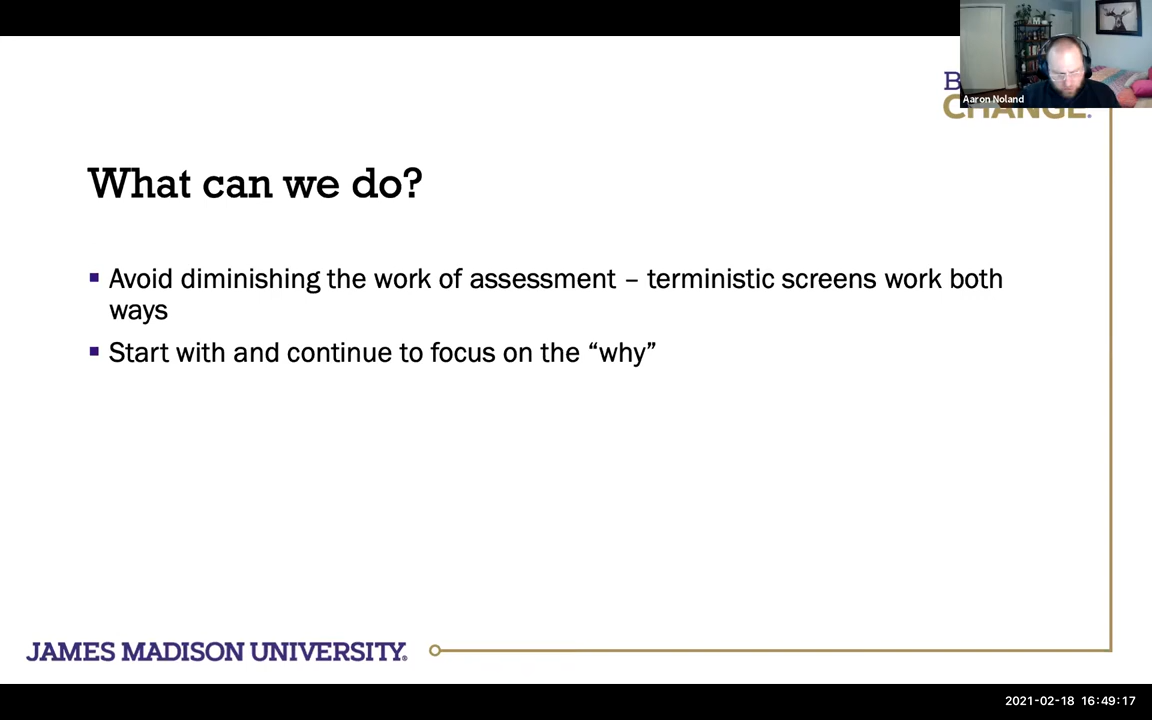 B
Aaron Noland
CHANGE.
What can we do?
▪ Avoid diminishing the work of assessment – terministic screens work both
ways
▪ Start with and continue to focus on the “why”
JAMES MADISON UNIVERSITY®
2021-02-18 16:49:17